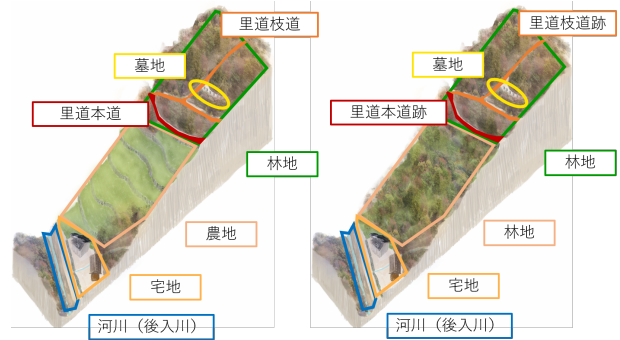 里道枝道
墓地
里道本道
林地
農地
宅地
河川（後入川）
里道枝道跡
墓地
里道本道跡
林地
林地
宅地
河川（後入川）